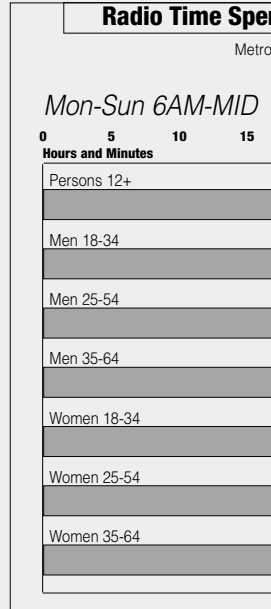 Radio Time
Metro
Mon-Sun 6AM-MID
0 5 10 15
Hours and Minutes
Persons 12+
Men 18-34
Men 25-54
Men 35-64
Women 18-34
Women 25-54
Women 35-64